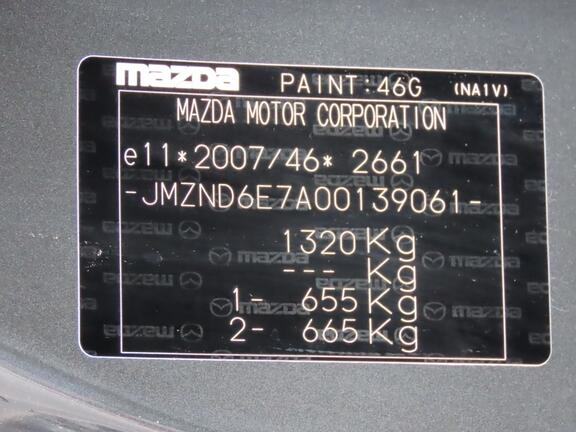 mazda PAINT:46G (NA1V)
MAZDA MOTOR CORPORATION
e11*2007/46* 2661
-JMZND6E7A00139061-
1320 Kg
--- Kg
1- 655 Kg
2- 665 Kg